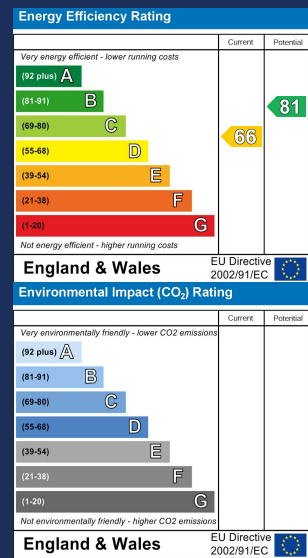 Energy Efficiency Rating
Current Potential
Very energy efficient - lower running costs
(92 plus) A
(81-91) B
81
(69-80) C
66
(55-68) D
(39-54) E
(21-38) F
(1-20) G
Not energy efficient - higher running costs
England & Wales
EU Directive
2002/91/EC
Environmental Impact (CO₂) Rating
Current Potential
Very environmentally friendly - lower CO2 emissions
(92 plus) A
(81-91) B
(69-80) C
(55-68) D
(39-54) E
(21-38) F
(1-20) G
Not environmentally friendly - higher CO2 emissions
England & Wales
EU Directive
2002/91/EC